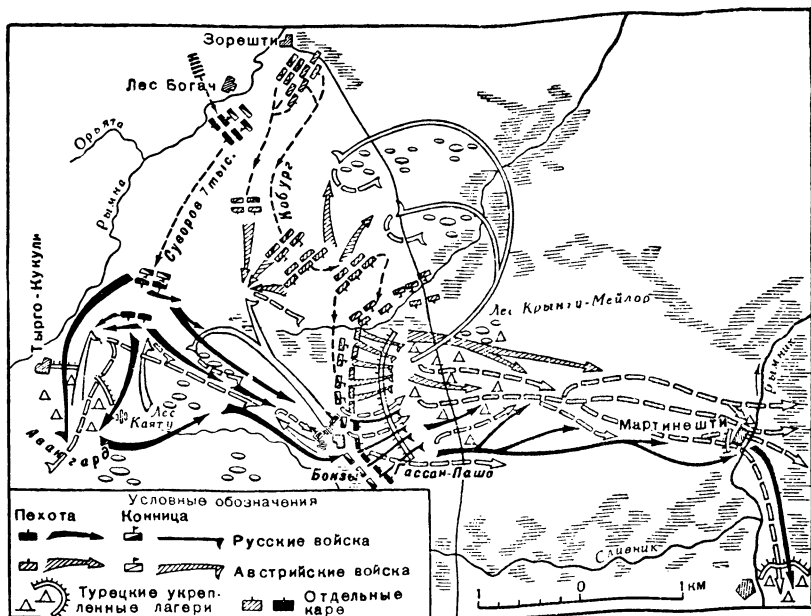 Зорешти
Лес Богач
Орьята
Рымна
Суворов 7 тыс.
Кобург
Тырго-Кукули
Лес Крынгу-Мейлор
Рымник
Лес
Каяту
Авангард
Мартинешти
Бокзы
Гассан-Паша
Сливник
Условные обозначения
Пехота Конница
Русские войска
Австрийские войска
Турецкие укреп-
ленные лагери
Отдельные
каре
1 0 1 км